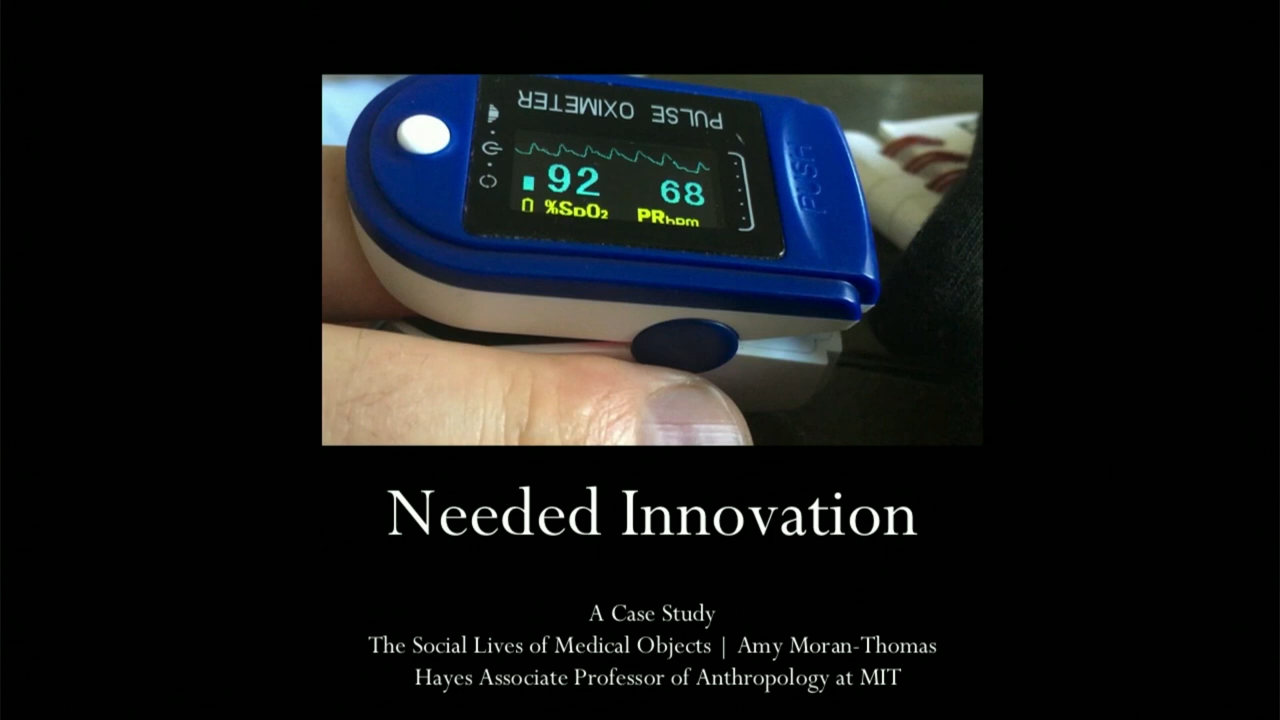 PULSE OXIMETER
92 68
%SpO₂ PRbpm
PUSH
Needed Innovation
A Case Study
The Social Lives of Medical Objects | Amy Moran-Thomas
Hayes Associate Professor of Anthropology at MIT